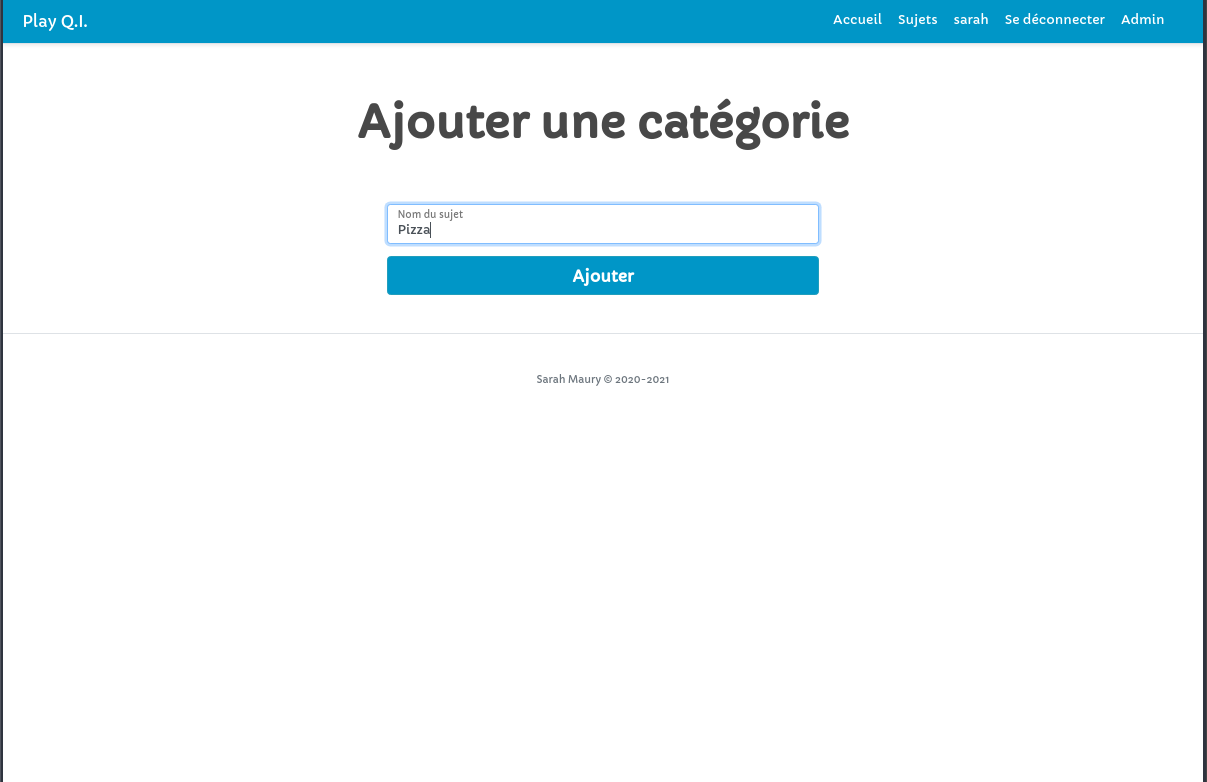 Play Q.I.
Accueil Sujets sarah Se déconnecter Admin
Ajouter une catégorie
Nom du sujet
Pizza
Ajouter
Sarah Maury © 2020-2021